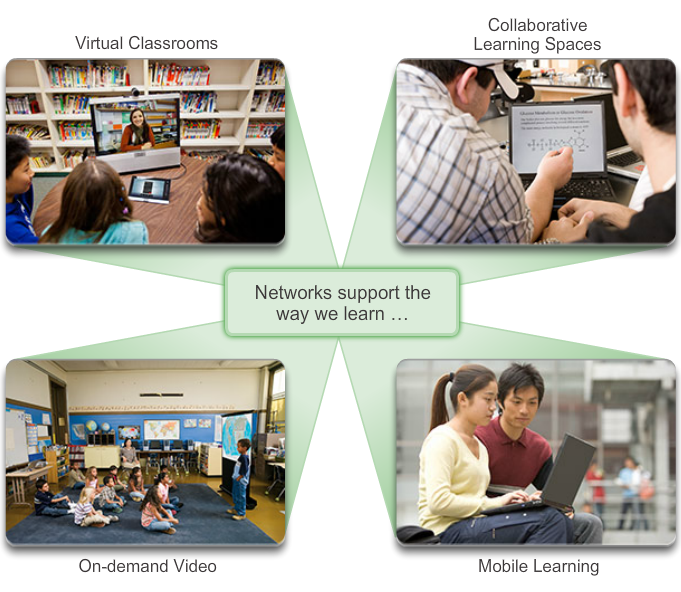 Virtual Classrooms
Collaborative
Learning Spaces
Networks support the
way we learn …
On-demand Video
Mobile Learning